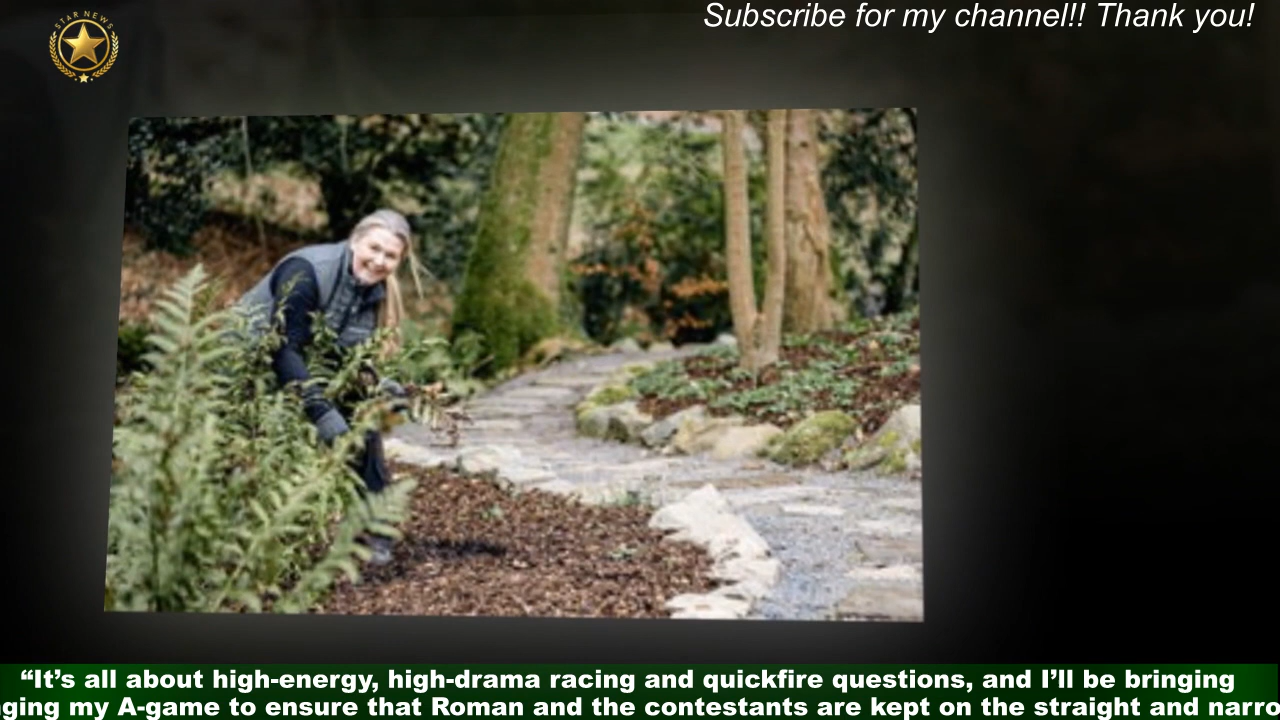 STAR NEWS
Subscribe for my channel!! Thank you!
“It’s all about high-energy, high-drama racing and quickfire questions, and I’ll be bringing
ging my A-game to ensure that Roman and the contestants are kept on the straight and narro